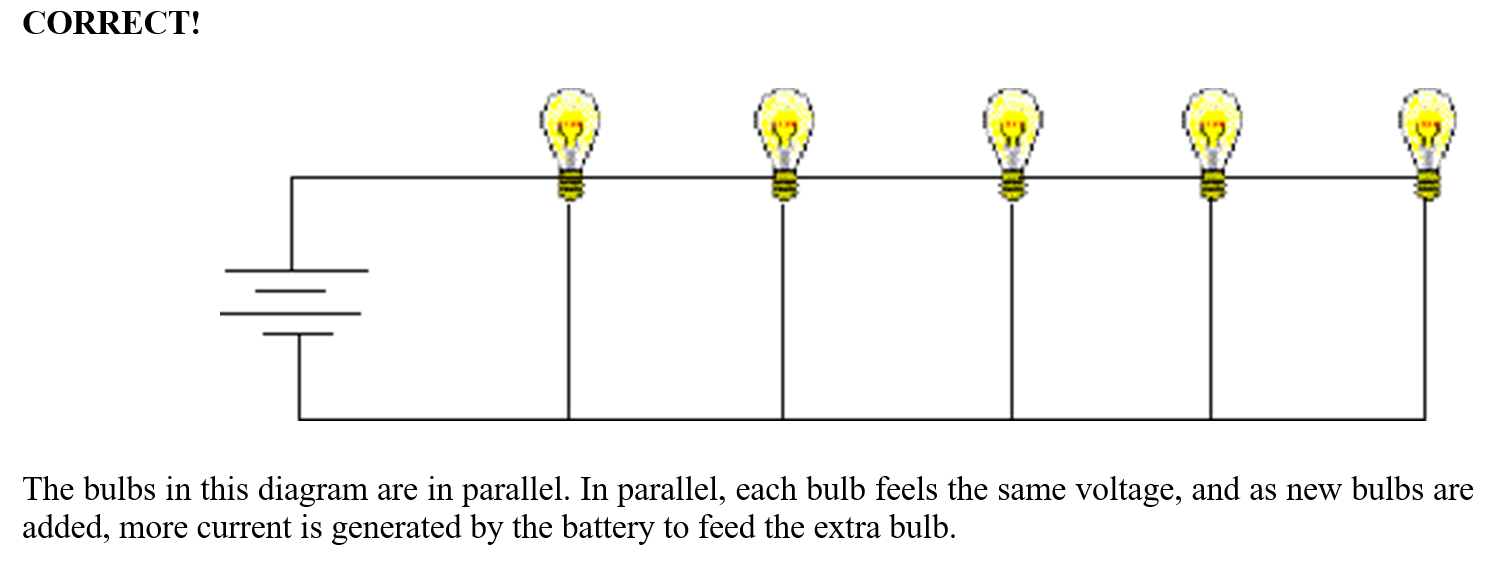 CORRECT!
The bulbs in this diagram are in parallel. In parallel, each bulb feels the same voltage, and as new bulbs are
added, more current is generated by the battery to feed the extra bulb.